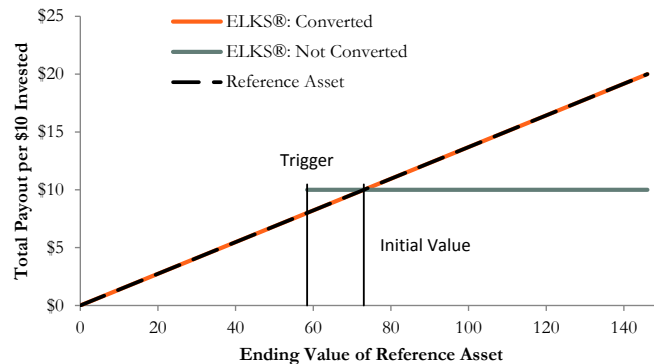 $25
$20
$15
$10
$5
$0
Total Payout per $10 Invested
ELKS®: Converted
ELKS®: Not Converted
Reference Asset
Trigger
Initial Value
0 20 40 60 80 100 120 140
Ending Value of Reference Asset